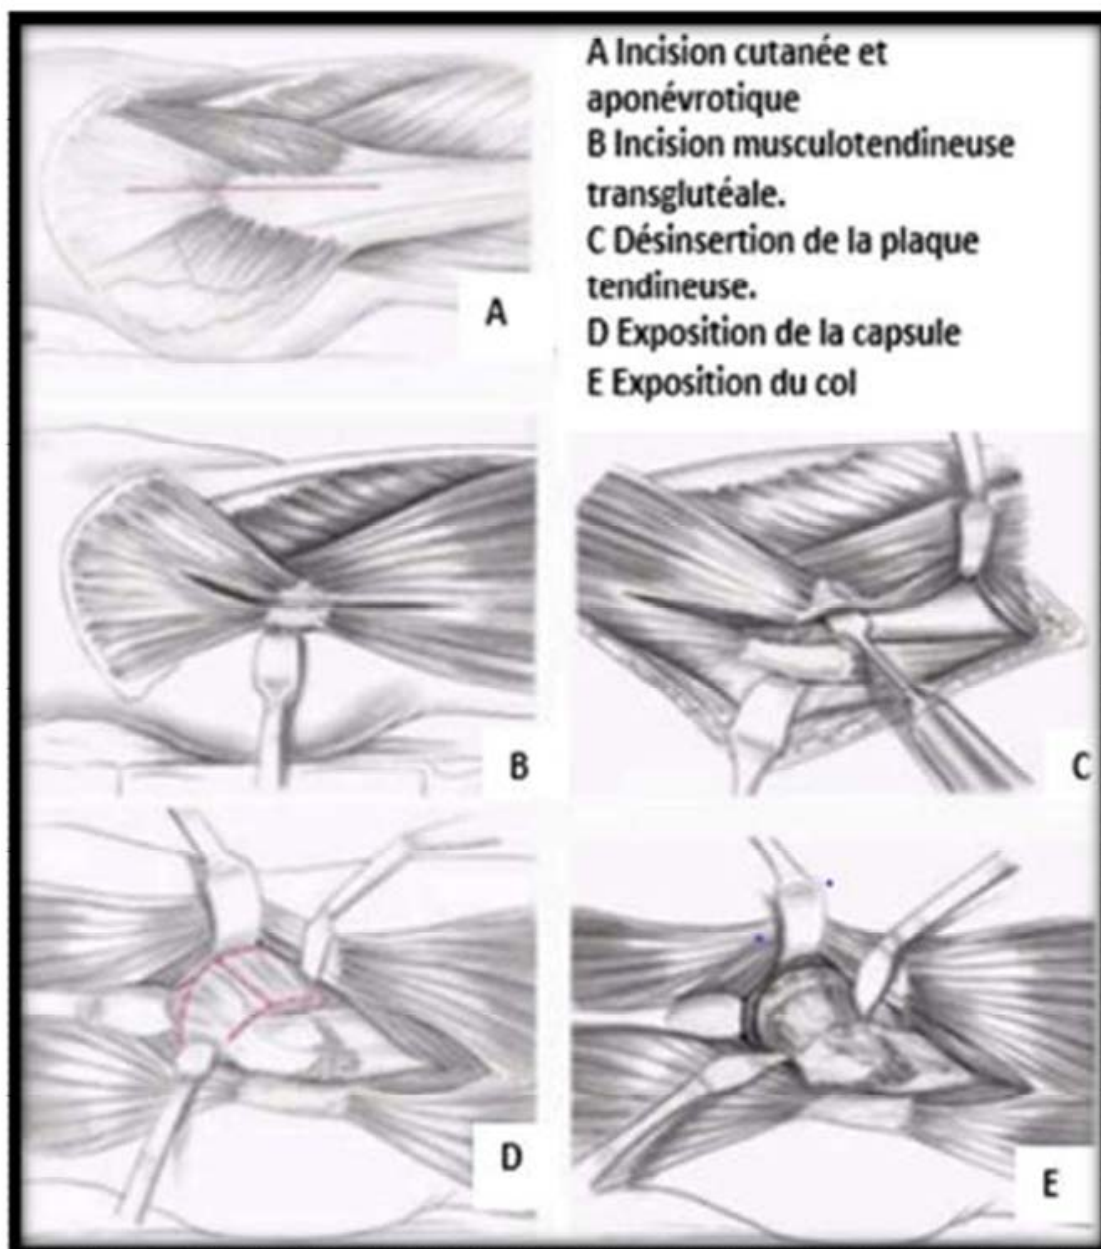 A Incision cutanée et
aponévrotique
B Incision musculotendineuse
transglutéale.
C Désinsertion de la plaque
tendineuse.
D Exposition de la capsule
E Exposition du col
A
B
C
D
E